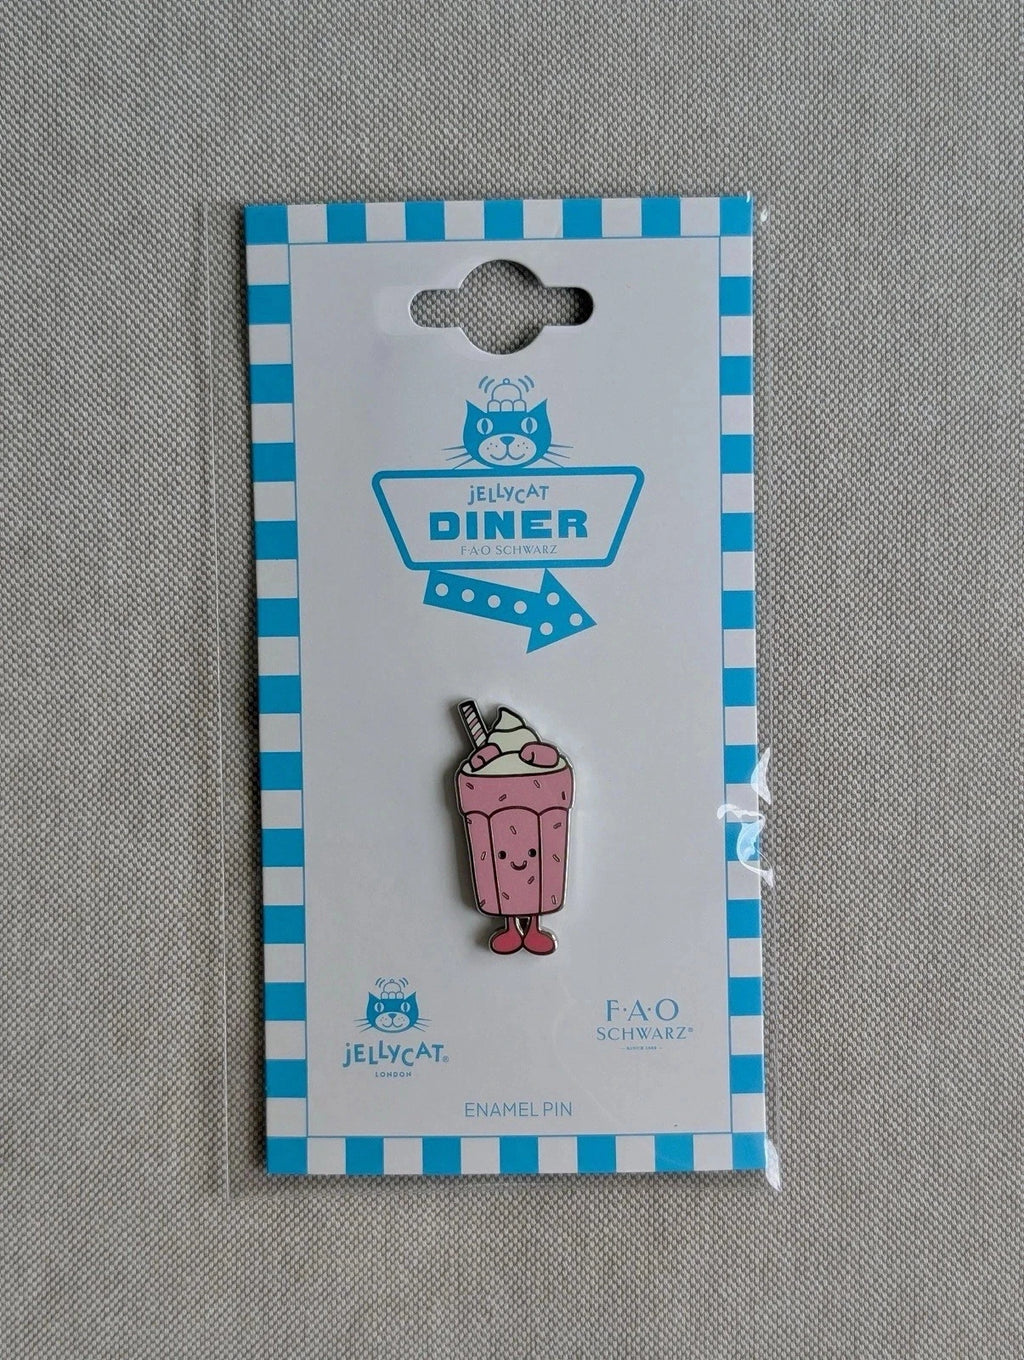 jELLYCAT
DINER
F·A·O SCHWARZ
jELLYCAT®
LONDON
F·A·O
SCHWARZ®
ENAMEL PIN